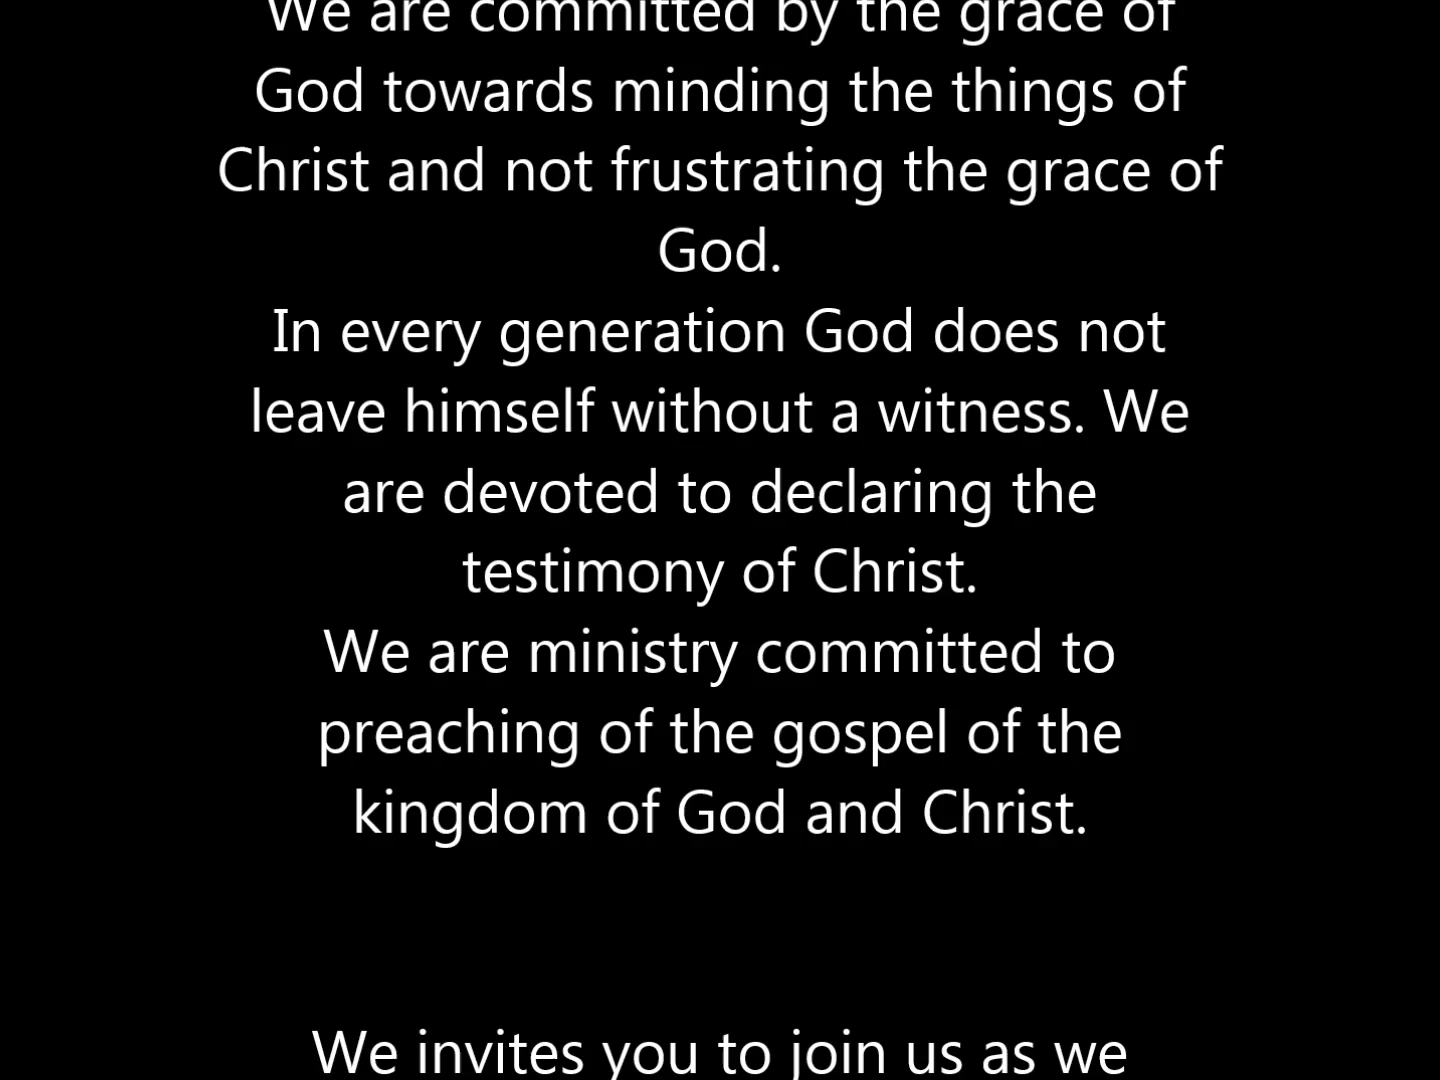 We are committed by the grace of
God towards minding the things of
Christ and not frustrating the grace of
God.
In every generation God does not
leave himself without a witness. We
are devoted to declaring the
testimony of Christ.
We are ministry committed to
preaching of the gospel of the
kingdom of God and Christ.
We invites you to join us as we